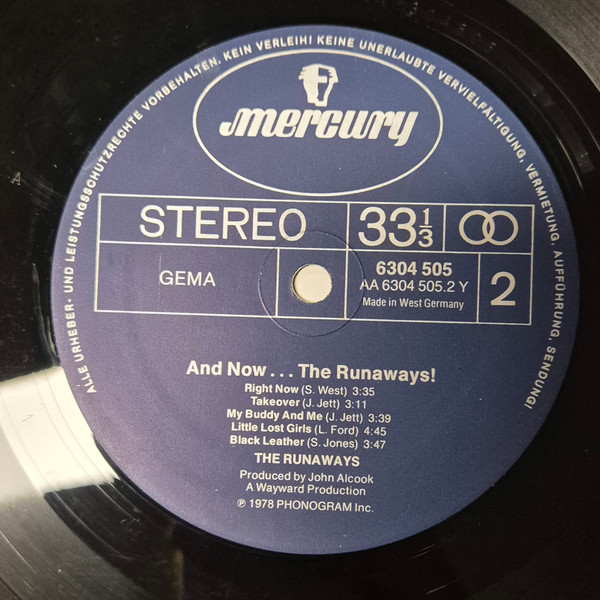 ALLE URHEBER- UND LEISTUNGSSCHUTZRECHTE VORBEHALTEN. KEIN VERLEIH! KEINE UNERLAUBTE VERVIELFÄLTIGUNG, VERMIETUNG, AUFFÜHRUNG, SENDUNG!
mercury
STEREO
33⅓
GEMA
6304 505
AA 6304 505.2 Y
Made in West Germany
2
And Now... The Runaways!
Right Now (S. West) 3:35
Takeover (J. Jett) 3:11
My Buddy And Me (J. Jett) 3:39
Little Lost Girls (L. Ford) 4:45
Black Leather (S. Jones) 3:47
THE RUNAWAYS
Produced by John Alcook
A Wayward Production
℗ 1978 PHONOGRAM Inc.